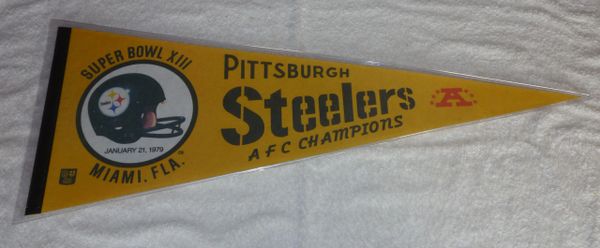 SUPER BOWL XIII
JANUARY 21, 1979
MIAMI, FLA.
PITTSBURGH
Steelers
AFC CHAMPIONS
A